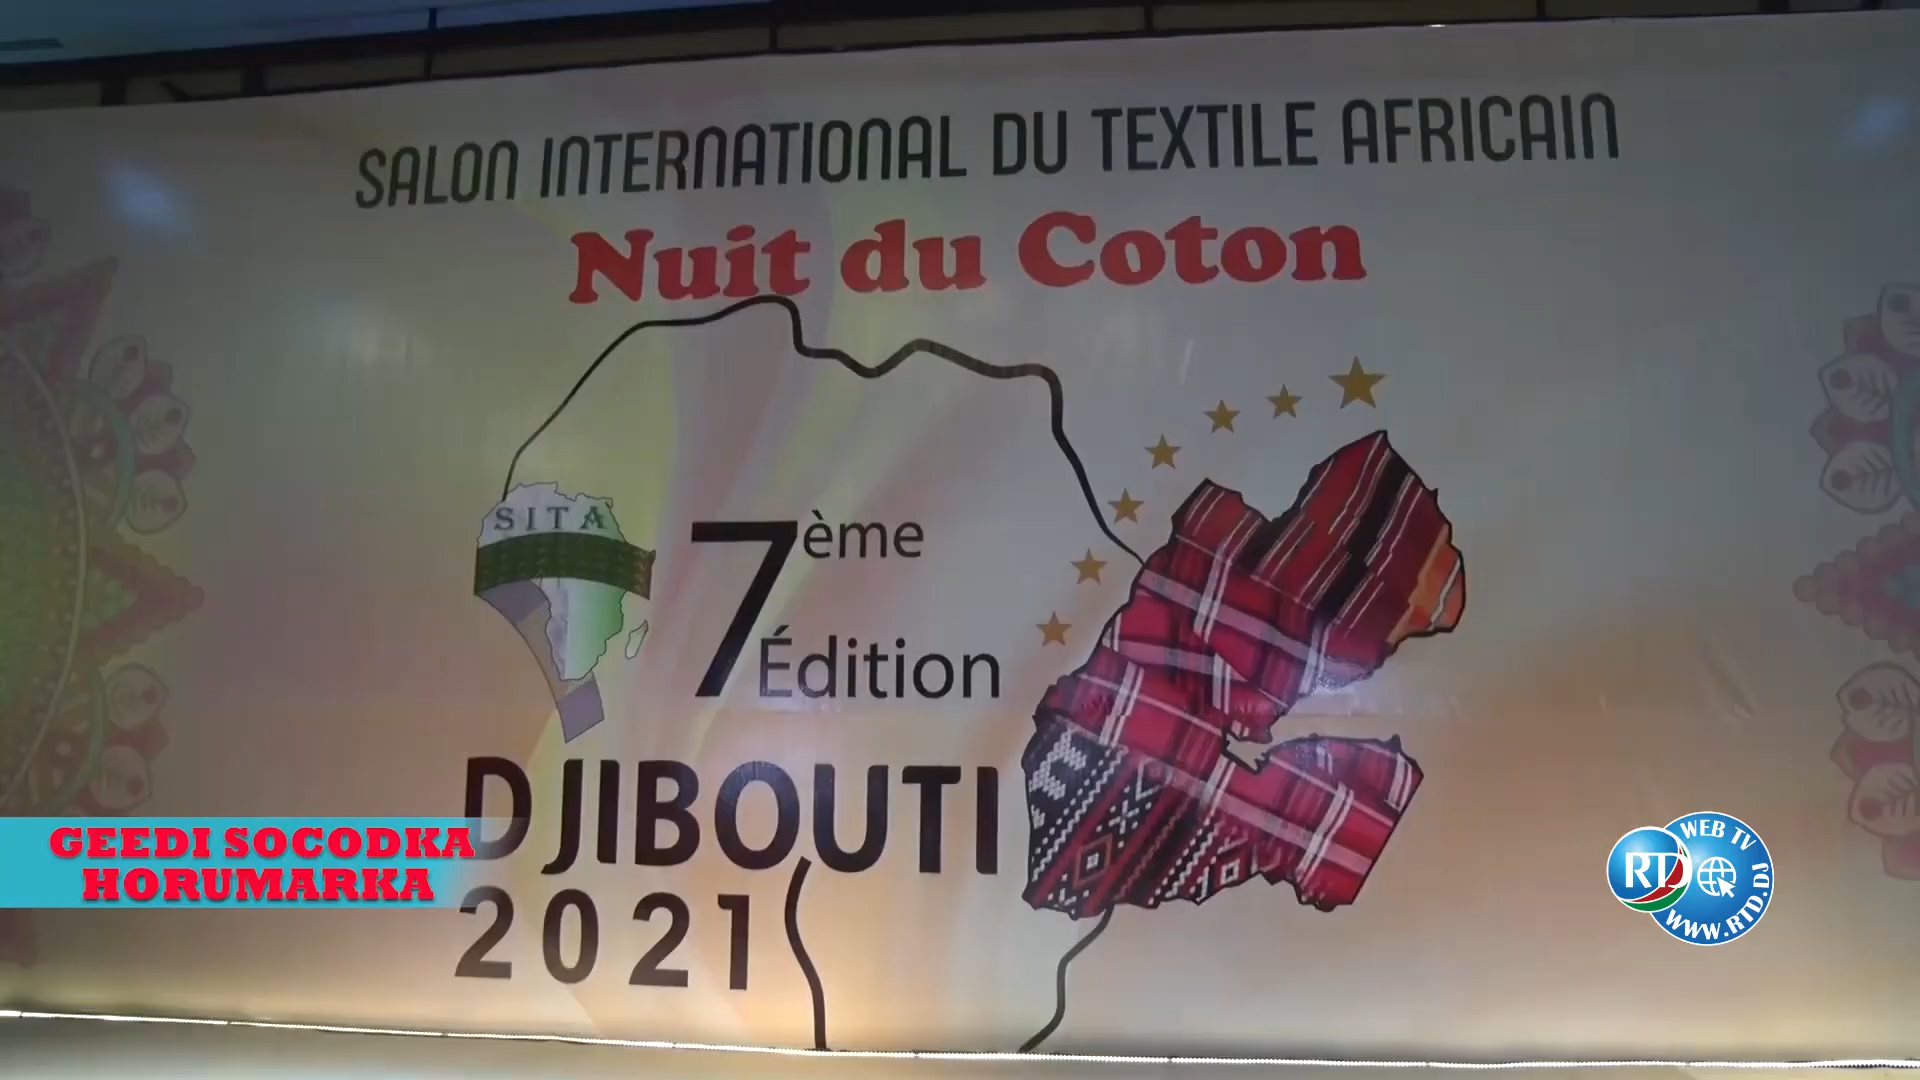 SALON INTERNATIONAL DU TEXTILE AFRICAIN
Nuit du Coton
SITA
7ème
Édition
DJIBOUTI
2021
GEEDI SOCODKA
HORUMARKA
WEB TV
RTD
WWW.RTD.DJ